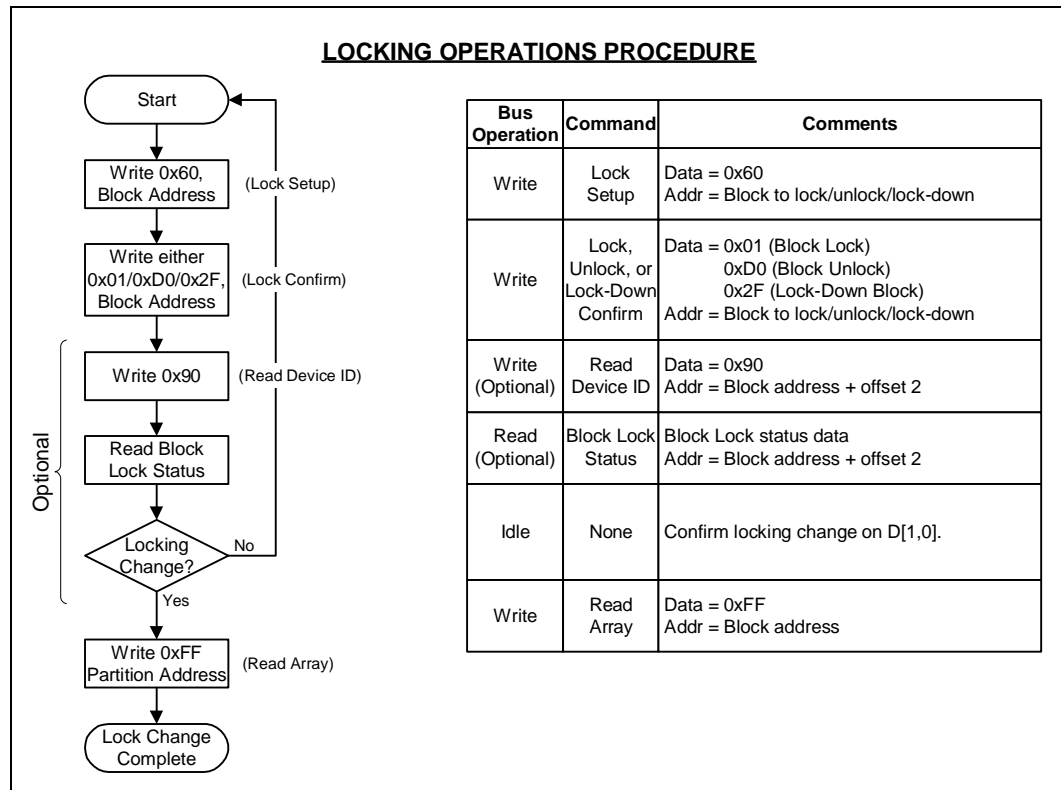 LOCKING OPERATIONS PROCEDURE
Start
Write 0x60,
Block Address
(Lock Setup)
Write either
0x01/0xD0/0x2F,
Block Address
(Lock Confirm)
Optional
Write 0x90
(Read Device ID)
Read Block
Lock Status
Locking
Change?
No
Yes
Write 0xFF
Partition Address
(Read Array)
Lock Change
Complete
Bus
Operation
Command
Comments
Write
Lock
Setup
Data = 0x60
Addr = Block to lock/unlock/lock-down
Write
Lock,
Unlock, or
Lock-Down
Confirm
Data = 0x01 (Block Lock)
0xD0 (Block Unlock)
0x2F (Lock-Down Block)
Addr = Block to lock/unlock/lock-down
Write
(Optional)
Read
Device ID
Data = 0x90
Addr = Block address + offset 2
Read
(Optional)
Block Lock
Status
Block Lock status data
Addr = Block address + offset 2
Idle
None
Confirm locking change on D[1,0].
Write
Read
Array
Data = 0xFF
Addr = Block address